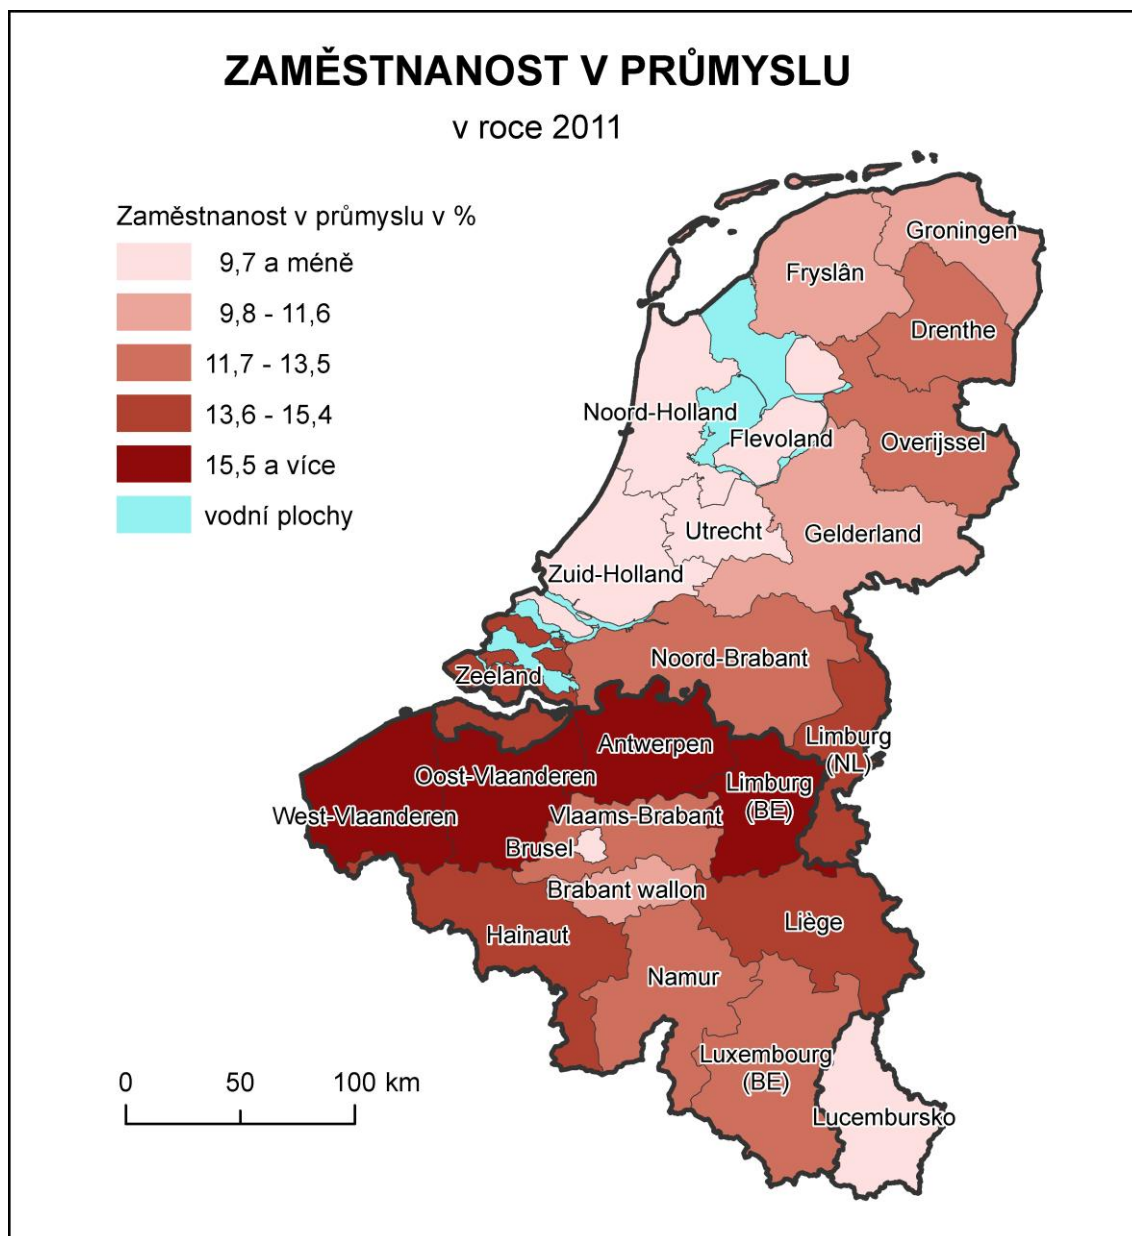 ZAMĚSTNANOST V PRŮMYSLU
v roce 2011
Zaměstnanost v průmyslu v %
9,7 a méně
9,8 - 11,6
11,7 - 13,5
13,6 - 15,4
15,5 a více
vodní plochy
Groningen
Fryslân
Drenthe
Noord-Holland
Flevoland
Overijssel
Utrecht
Gelderland
Zuid-Holland
Noord-Brabant
Zeeland
Limburg
(NL)
Antwerpen
Oost-Vlaanderen
Limburg
(BE)
West-Vlaanderen
Vlaams-Brabant
Brusel
Brabant wallon
Hainaut
Liège
Namur
Luxembourg
(BE)
Lucembursko
0 50 100 km